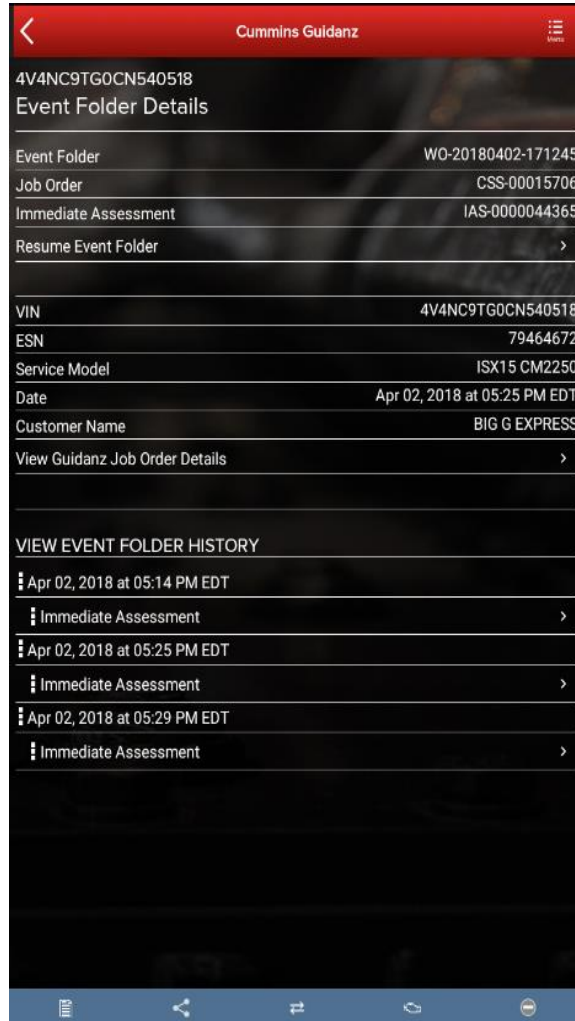 Cummins Guidanz
Menu
4V4NC9TG0CN540518
Event Folder Details
Event Folder WO-20180402-171245
Job Order CSS-00015706
Immediate Assessment IAS-0000044365
Resume Event Folder
VIN 4V4NC9TG0CN540518
ESN 79464672
Service Model ISX15 CM2250
Date Apr 02, 2018 at 05:25 PM EDT
Customer Name BIG G EXPRESS
View Guidanz Job Order Details
VIEW EVENT FOLDER HISTORY
Apr 02, 2018 at 05:14 PM EDT
Immediate Assessment
Apr 02, 2018 at 05:25 PM EDT
Immediate Assessment
Apr 02, 2018 at 05:29 PM EDT
Immediate Assessment